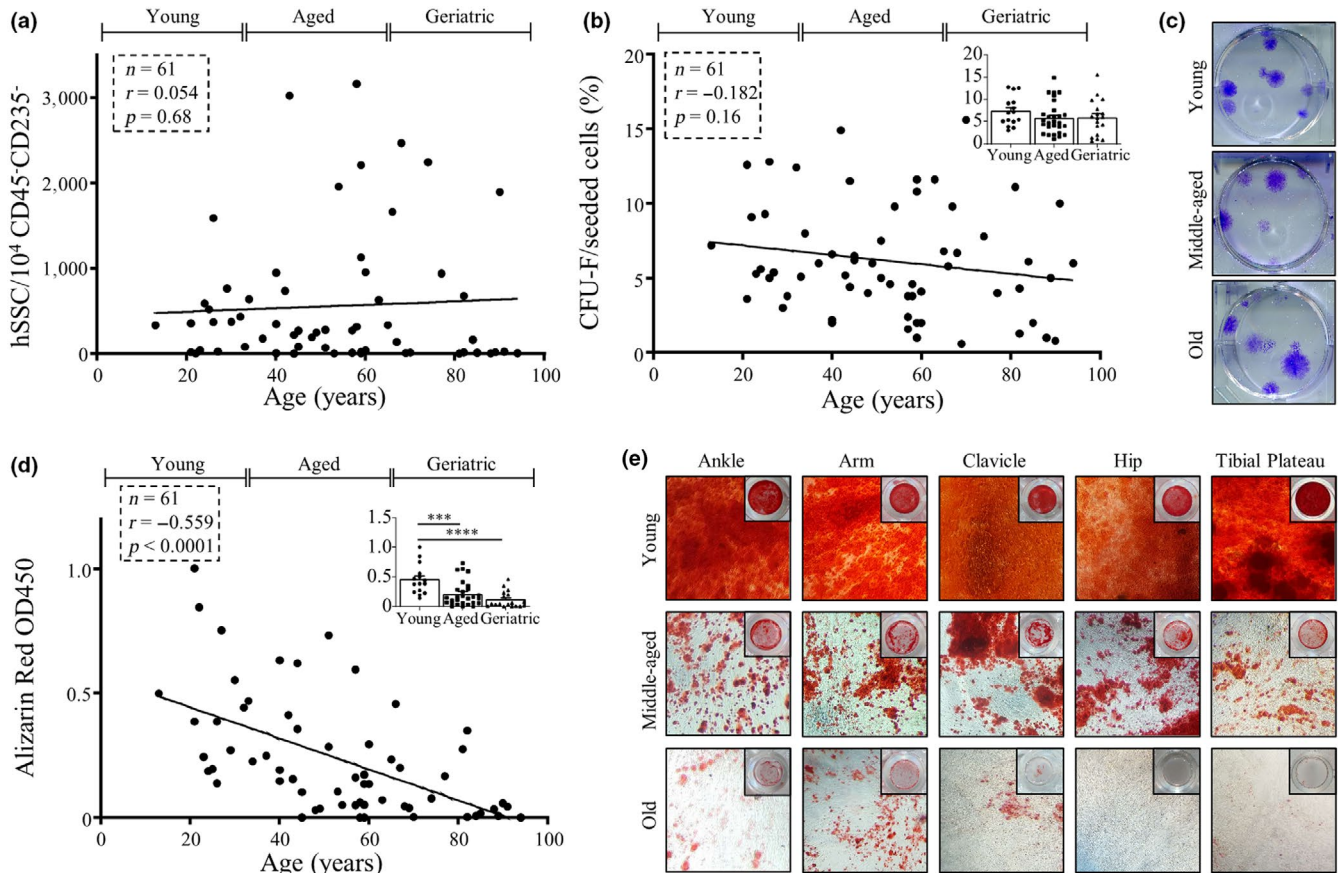 (a)
Young Aged Geriatric
n = 61
r = 0.054
p = 0.68
hSSC/10⁴ CD45-CD235-
3,000
2,000
1,000
0
0 20 40 60 80 100
Age (years)
(b)
Young Aged Geriatric
n = 61
r = −0.182
p = 0.16
CFU-F/seeded cells (%)
20
15
10
5
0
0 20 40 60 80 100
Age (years)
20
15
10
5
0
Young Aged Geriatric
(c)
Young
Middle-aged
Old
(d)
Young Aged Geriatric
n = 61
r = −0.559
p < 0.0001
Alizarin Red OD450
1.0
0.5
0
0 20 40 60 80 100
Age (years)
1.5
1.0
0.5
0
***
****
Young Aged Geriatric
(e)
Ankle Arm Clavicle Hip Tibial Plateau
Young
Middle-aged
Old